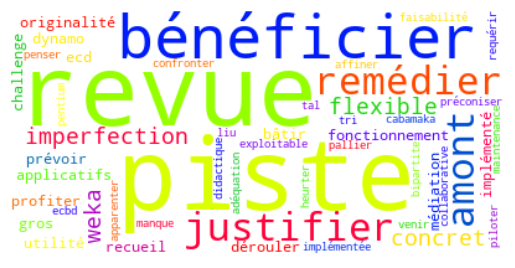 originalité
bénéficier
faisabilité
requérir
dynamo
challenge
penser
ecd
confronter
affiner
revue
remédier
pentium
tal
tri
cabamaka
flexible
préconiser
imperfection
liu
bâtir
fonctionnement
exploitable
pallier
prévoir
piste
amont
implémenté
maintenance
applicatifs
didactique
adéquation
heurter
médiation
collaborative
bipartite
profiter
weka
apparenter
justifier
gros
ecbd
manque
venir
piloter
utilité
recueil
dérouler
implémentée
concret